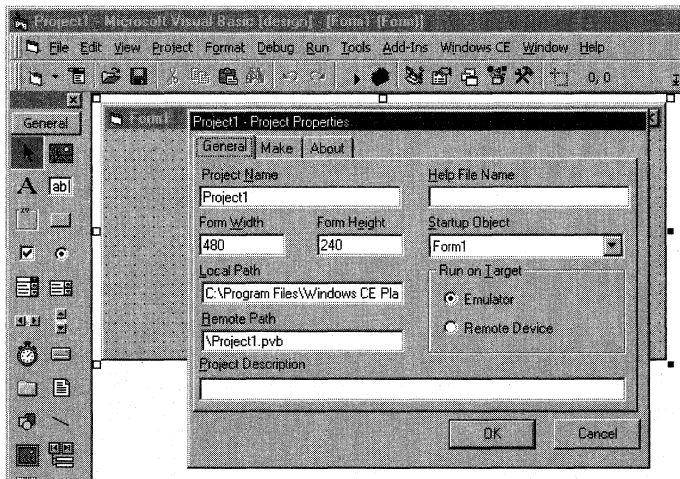 Project1 - Microsoft Visual Basic [design] - [Form1 (Form)]
File Edit View Project Format Debug Run Tools Add-Ins Windows CE Window Help
0, 0
General
Form1
A
ab
Project1 - Project Properties
General Make About
Project Name
Help File Name
Project1
Form Width
Form Height
Startup Object
480
240
Form1
Local Path
Run on Target
C:\Program Files\Windows CE Pla
Emulator
Remote Path
Remote Device
\Project1.pvb
Project Description
OK
Cancel